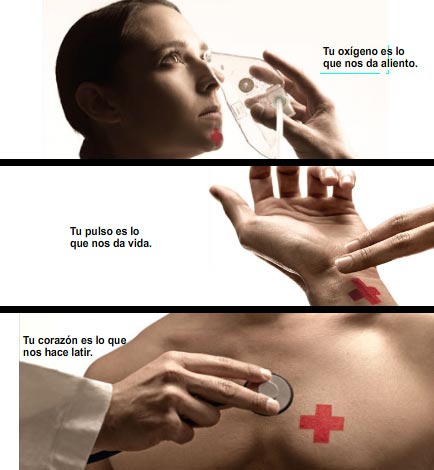 Tu oxígeno es lo
que nos da aliento.
Tu pulso es lo
que nos da vida.
Tu corazón es lo que
nos hace latir.